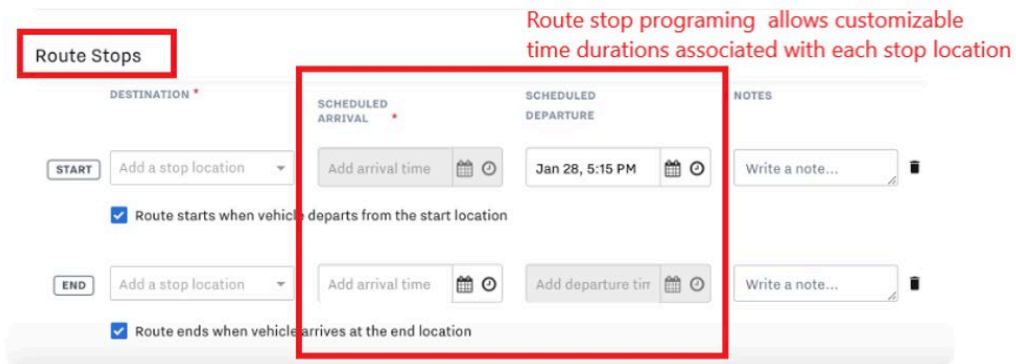 Route stop programing allows customizable
time durations associated with each stop location
Route Stops
DESTINATION *
SCHEDULED
ARRIVAL *
SCHEDULED
DEPARTURE
NOTES
START
Add a stop location
Add arrival time
Jan 28, 5:15 PM
Write a note...
Route starts when vehicle departs from the start location
END
Add a stop location
Add arrival time
Add departure tim
Write a note...
Route ends when vehicle arrives at the end location